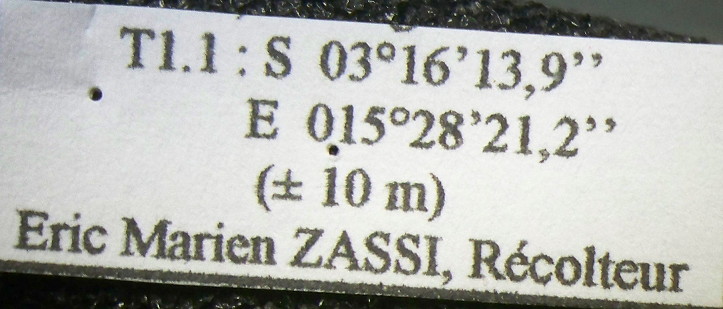 T1.1 : S 03°16’13,9’’
E 015°28’21,2’’
(± 10 m)
Eric Marien ZASSI, Récolteur